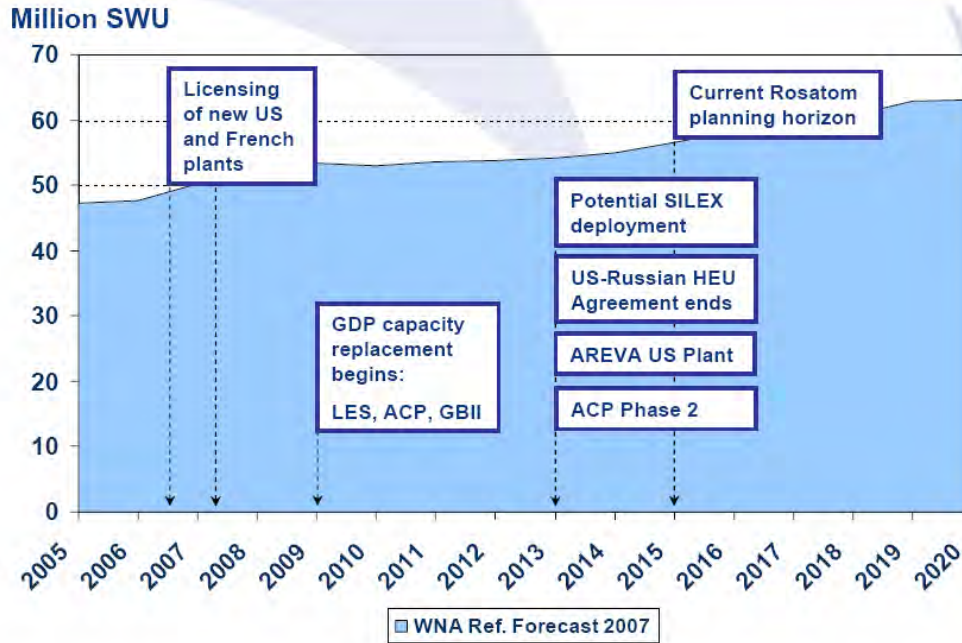 Million SWU
70
60
50
40
30
20
10
0
Licensing
of new US
and French
plants
Current Rosatom
planning horizon
Potential SILEX
deployment
US-Russian HEU
Agreement ends
GDP capacity
replacement
begins:
LES, ACP, GBII
AREVA US Plant
ACP Phase 2
2005
2006
2007
2008
2009
2010
2011
2012
2013
2014
2015
2016
2017
2018
2019
2020
WNA Ref. Forecast 2007